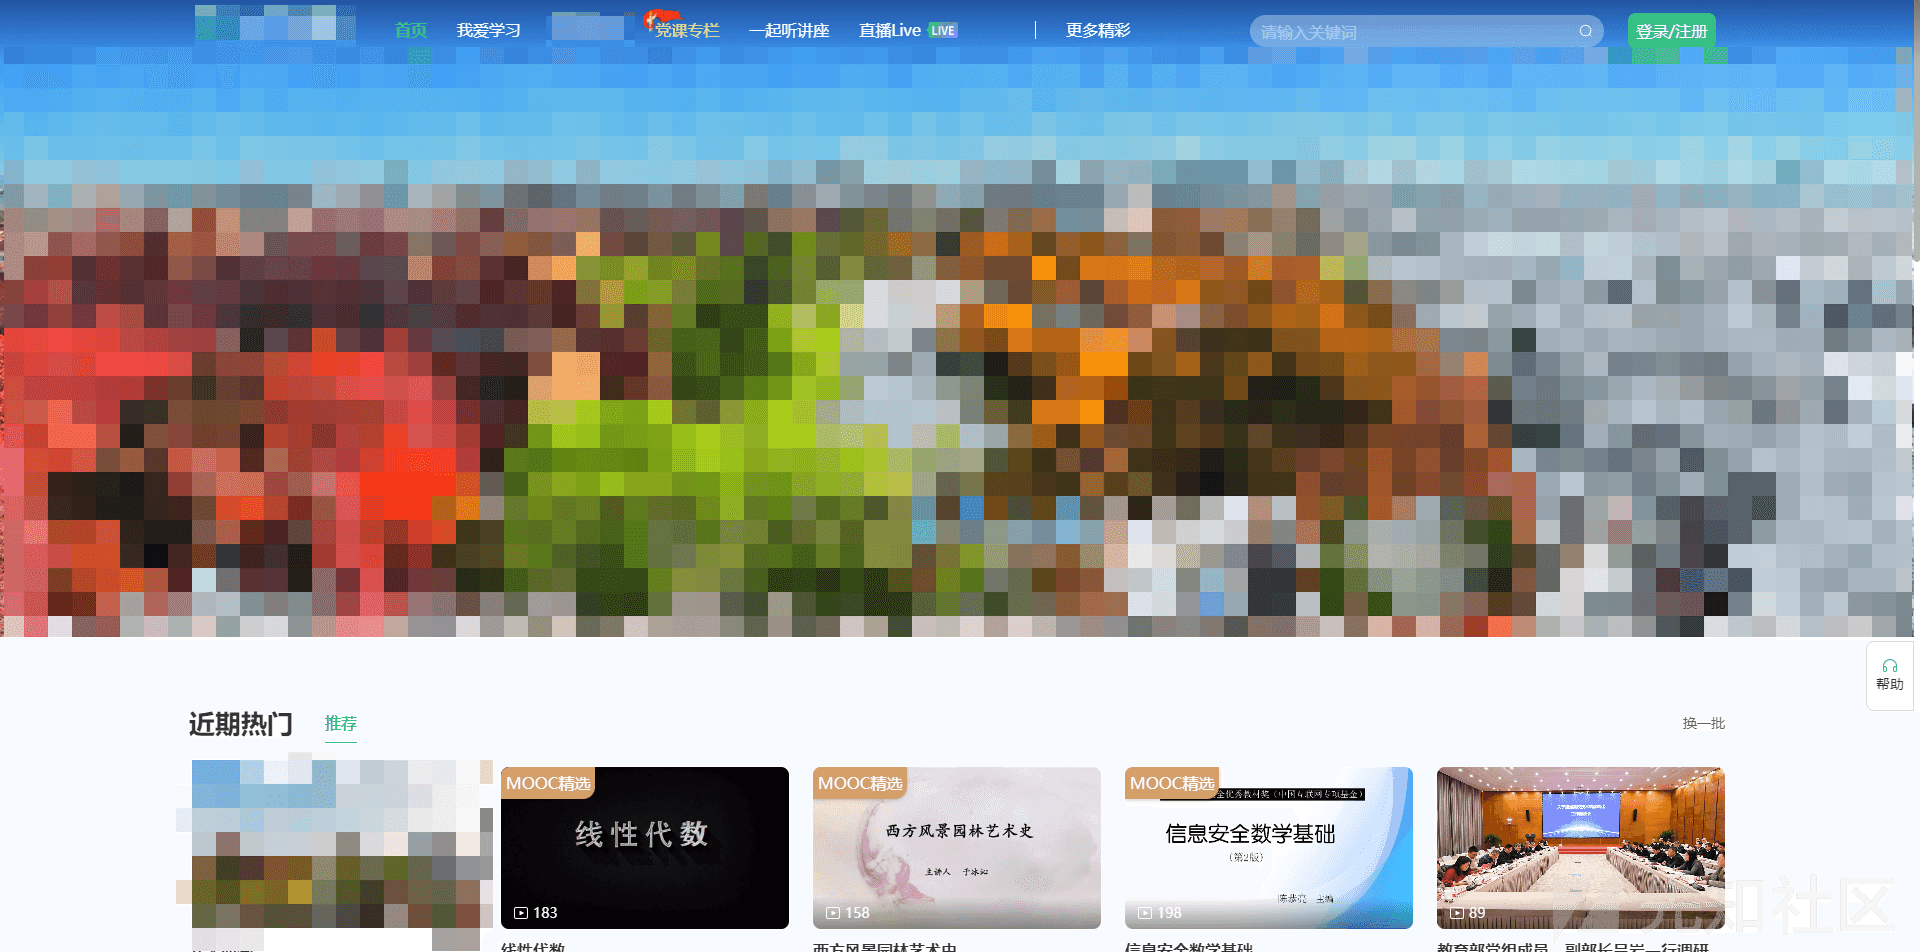 首页 我爱学习 党课专栏 一起听讲座 直播Live LIVE 更多精彩 请输入关键词 登录/注册
帮助
近期热门 推荐 换一批
MOOC精选
线性代数
183
MOOC精选
西方风景园林艺术史
主讲人 于冰沁
158
MOOC精选
信息安全数学基础
(第2版)
陈恭亮 主编
198
89
线性代数 西方风景园林艺术史 信息安全数学基础 教育部党组成员、副部长吴岩一行调研
先知社区